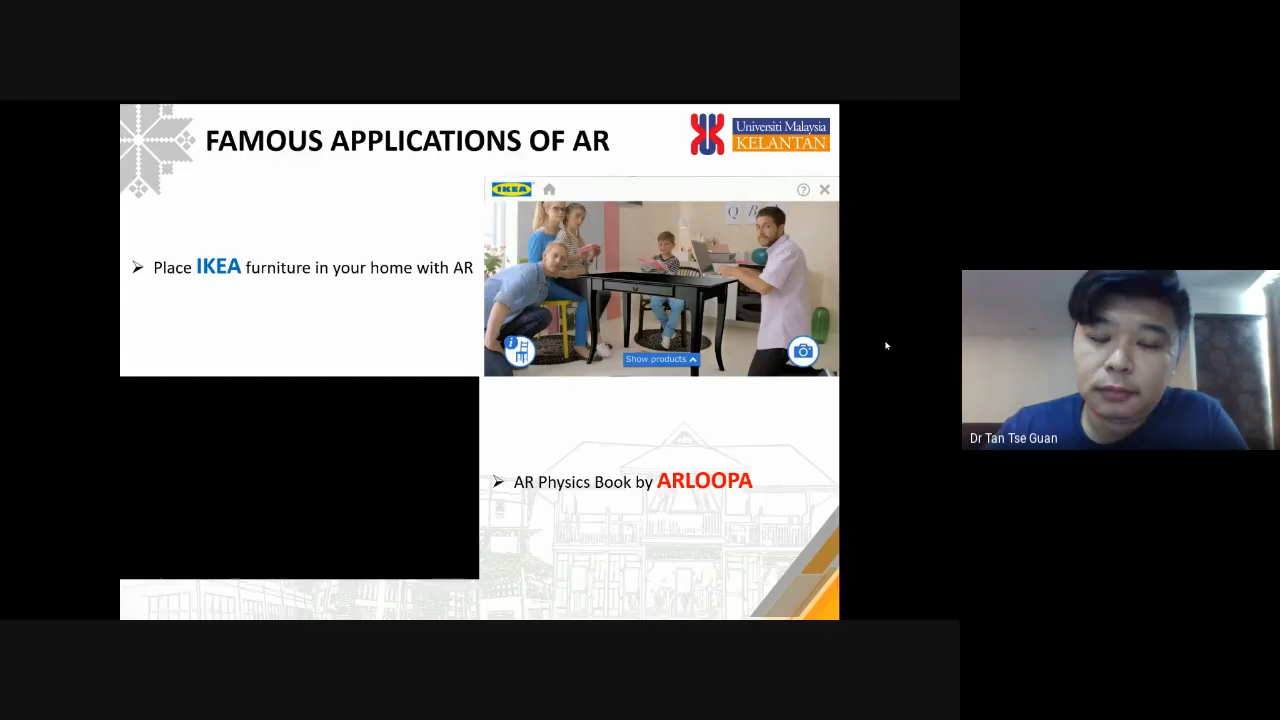 FAMOUS APPLICATIONS OF AR
Universiti Malaysia
KELANTAN
IKEA
➢ Place IKEA furniture in your home with AR
Q B
i
Show products
Dr Tan Tse Guan
➢ AR Physics Book by ARLOOPA